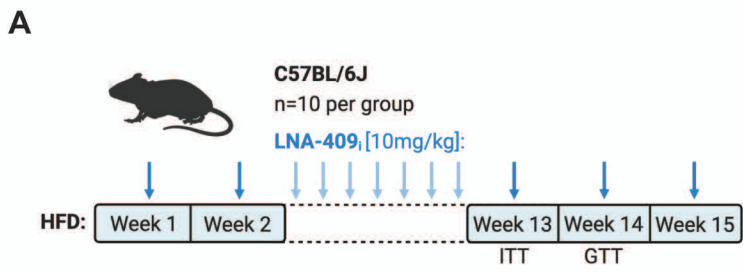 A
C57BL/6J
n=10 per group
LNA-409i [10mg/kg]:
HFD: Week 1 Week 2 Week 13 Week 14 Week 15
ITT GTT